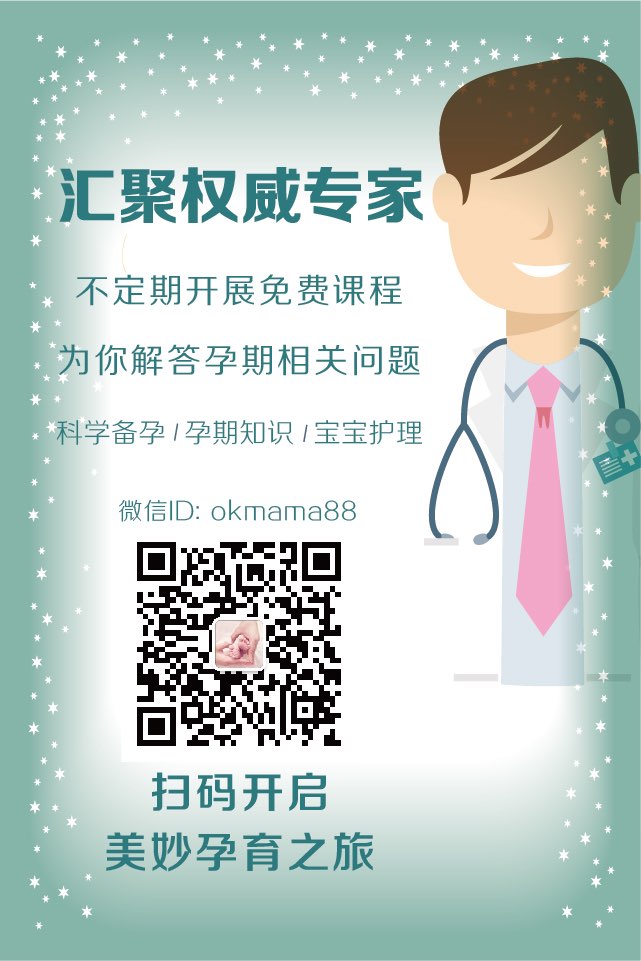 汇聚权威专家
不定期开展免费课程
为你解答孕期相关问题
科学备孕 / 孕期知识 / 宝宝护理
微信ID: okmama88
扫码开启
美妙孕育之旅